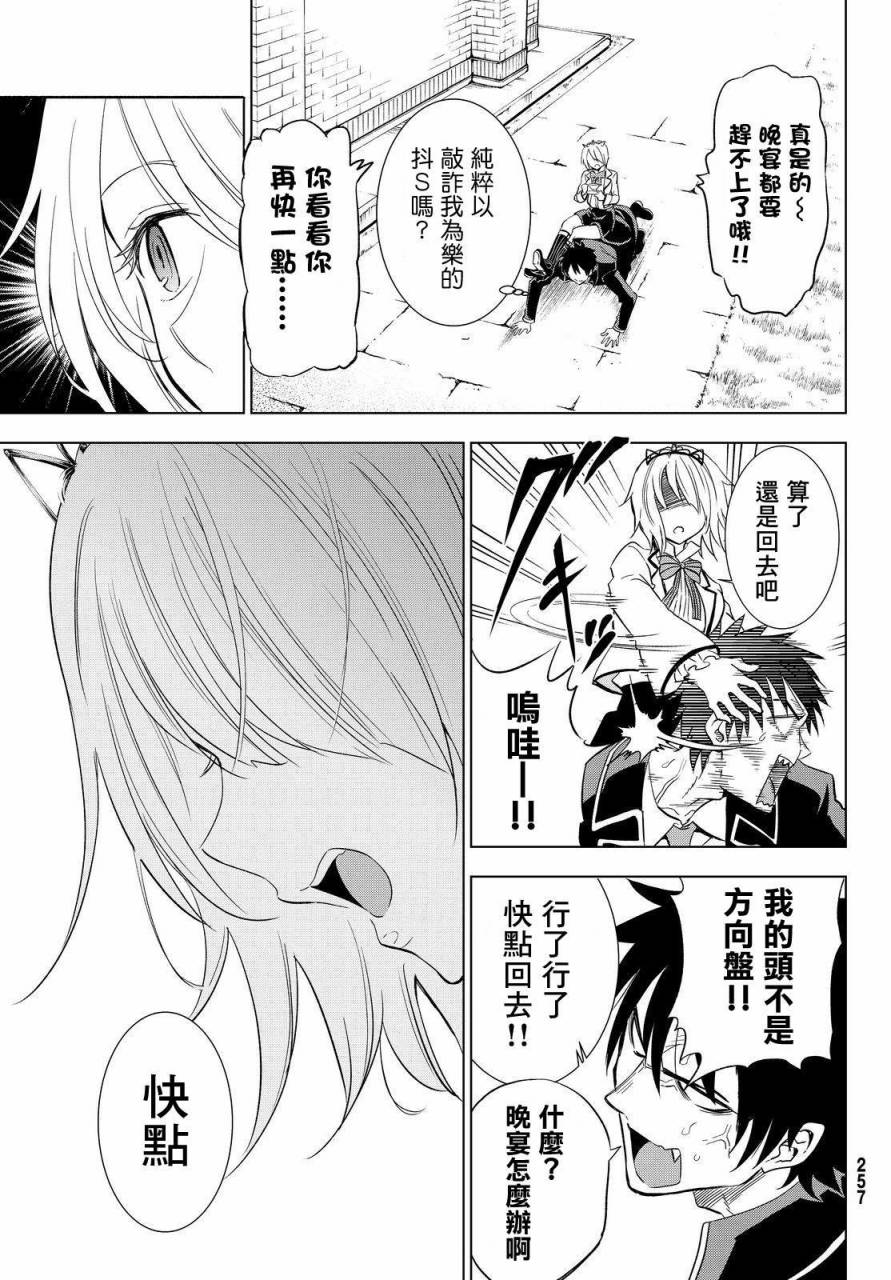 真是的～
晚宴都要
趕不上了哦!!
純粹以
敲詐我為樂的
抖S嗎？
你看看你
再快一點……
算了
還是回去吧
嗚哇ー!!
我的頭不是
方向盤!!
行了行了
快點回去!!
什麼？
晚宴怎麼辦啊
快點
257